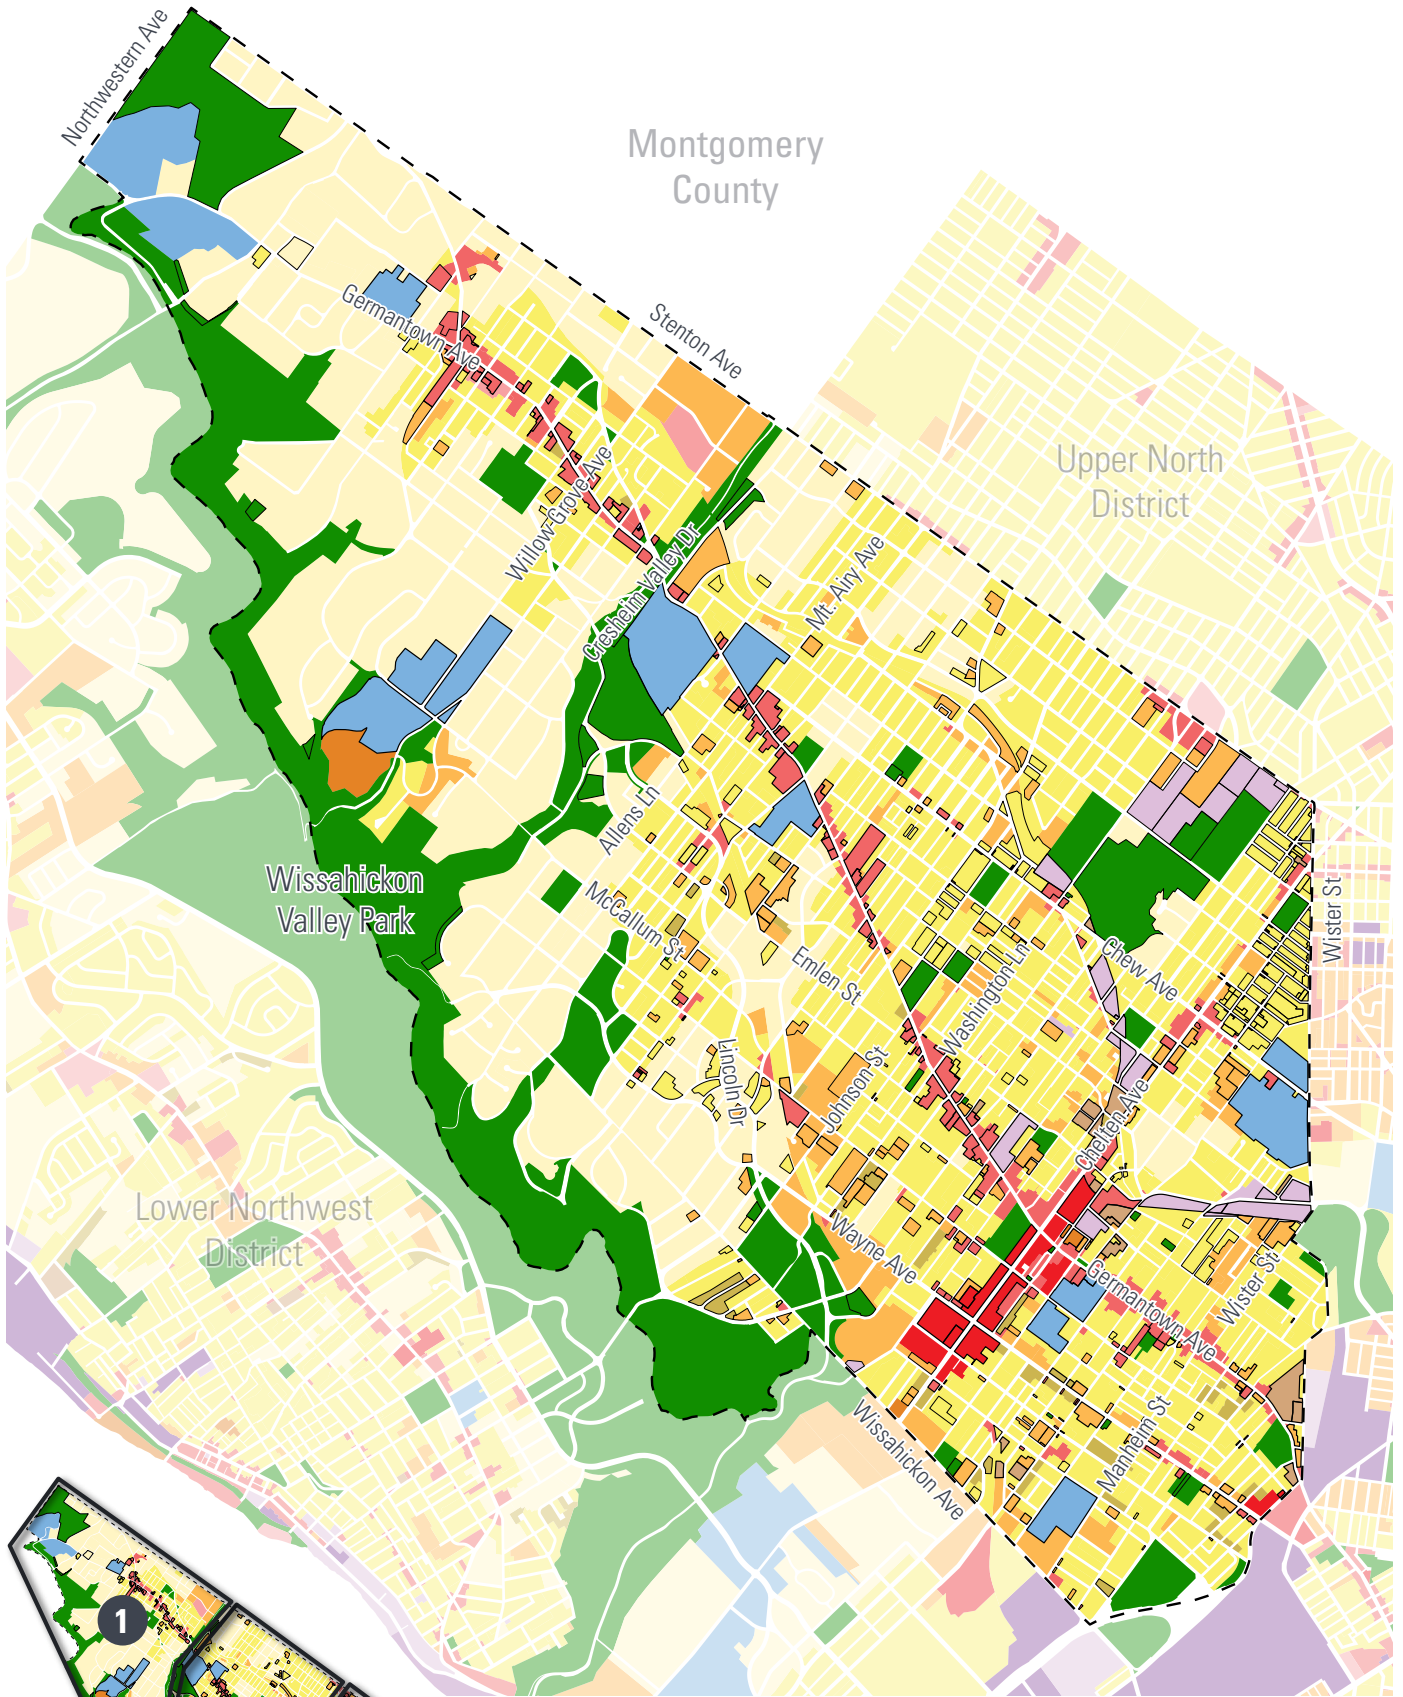 Northwestern Ave
Montgomery
County
Germantown Ave
Stenton Ave
Upper North
District
Willow Grove Ave
Cresheim Valley Dr
Mt. Airy Ave
Allens Ln
Wissahickon
Valley Park
McCallum St
Emlen St
Washington Ln
Chew Ave
Wister St
Lincoln Dr
Johnson St
Chelten Ave
Lower Northwest
District
Wayne Ave
Germantown Ave
Wister St
Manheim St
Wissahickon Ave
1